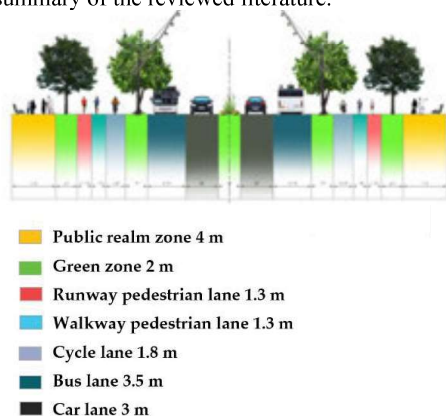 summary of the reviewed literature.
Public realm zone 4 m
Green zone 2 m
Runway pedestrian lane 1.3 m
Walkway pedestrian lane 1.3 m
Cycle lane 1.8 m
Bus lane 3.5 m
Car lane 3 m